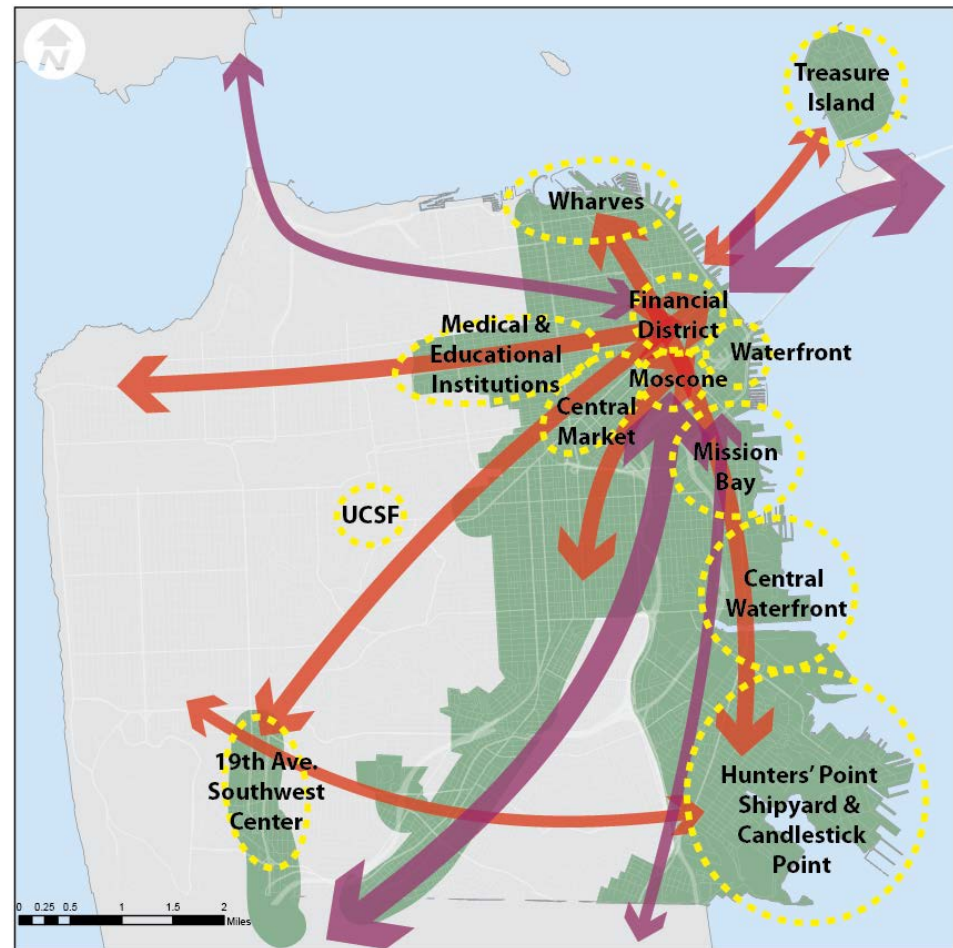 N
Treasure
Island
Wharves
Financial
District
Medical &
Educational
Institutions
Waterfront
Moscone
Central
Market
Mission
Bay
UCSF
Central
Waterfront
19th Ave.
Southwest
Center
Hunters' Point
Shipyard &
Candlestick
Point
0 0.25 0.5 1 1.5 2
Miles